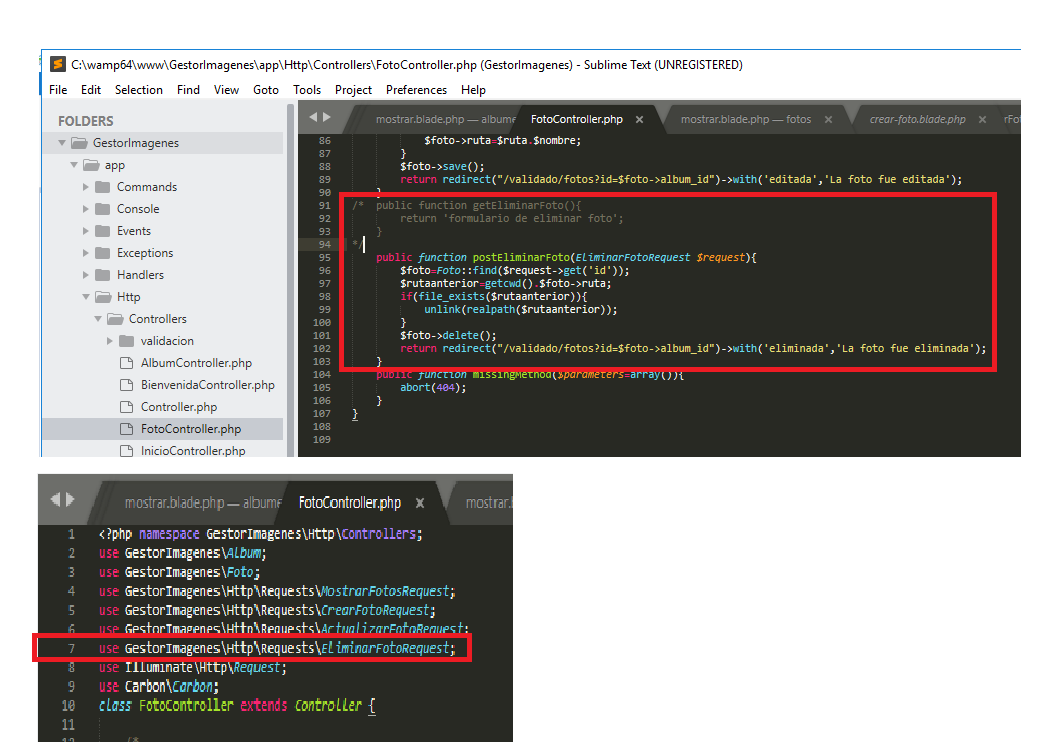 C:\wamp64\www\GestorImagenes\app\Http\Controllers\FotoController.php (GestorImagenes) - Sublime Text (UNREGISTERED)
File Edit Selection Find View Goto Tools Project Preferences Help
FOLDERS
GestorImagenes
app
Commands
Console
Events
Exceptions
Handlers
Http
Controllers
validacion
AlbumController.php
BienvenidaController.php
Controller.php
FotoController.php
InicioController.php
mostrar.blade.php — albume FotoController.php × mostrar.blade.php — fotos × crear-foto.blade.php × rFot
86 $foto->ruta=$ruta.$nombre;
87 }
88 $foto->save();
89 return redirect("/validado/fotos?id=$foto->album_id")->with('editada','La foto fue editada');
90 }
91 /* public function getEliminarFoto(){
92 return 'formulario de eliminar foto';
93 }
94 */
95 public function postEliminarFoto(EliminarFotoRequest $request){
96 $foto=Foto::find($request->get('id'));
97 $rutaanterior=getcwd().$foto->ruta;
98 if(file_exists($rutaanterior)){
99 unlink(realpath($rutaanterior));
100 }
101 $foto->delete();
102 return redirect("/validado/fotos?id=$foto->album_id")->with('eliminada','La foto fue eliminada');
103 }
104 public function missingMethod($parameters=array()){
105 abort(404);
106 }
107 }
108
109
mostrar.blade.php — albume FotoController.php × mostrar.l
1 <?php namespace GestorImagenes\Http\Controllers;
2 use GestorImagenes\Album;
3 use GestorImagenes\Foto;
4 use GestorImagenes\Http\Requests\MostrarFotosRequest;
5 use GestorImagenes\Http\Requests\CrearFotoRequest;
6 use GestorImagenes\Http\Requests\ActualizarFotoRequest;
7 use GestorImagenes\Http\Requests\EliminarFotoRequest;
8 use Illuminate\Http\Request;
9 use Carbon\Carbon;
10 class FotoController extends Controller {
11
12 /*